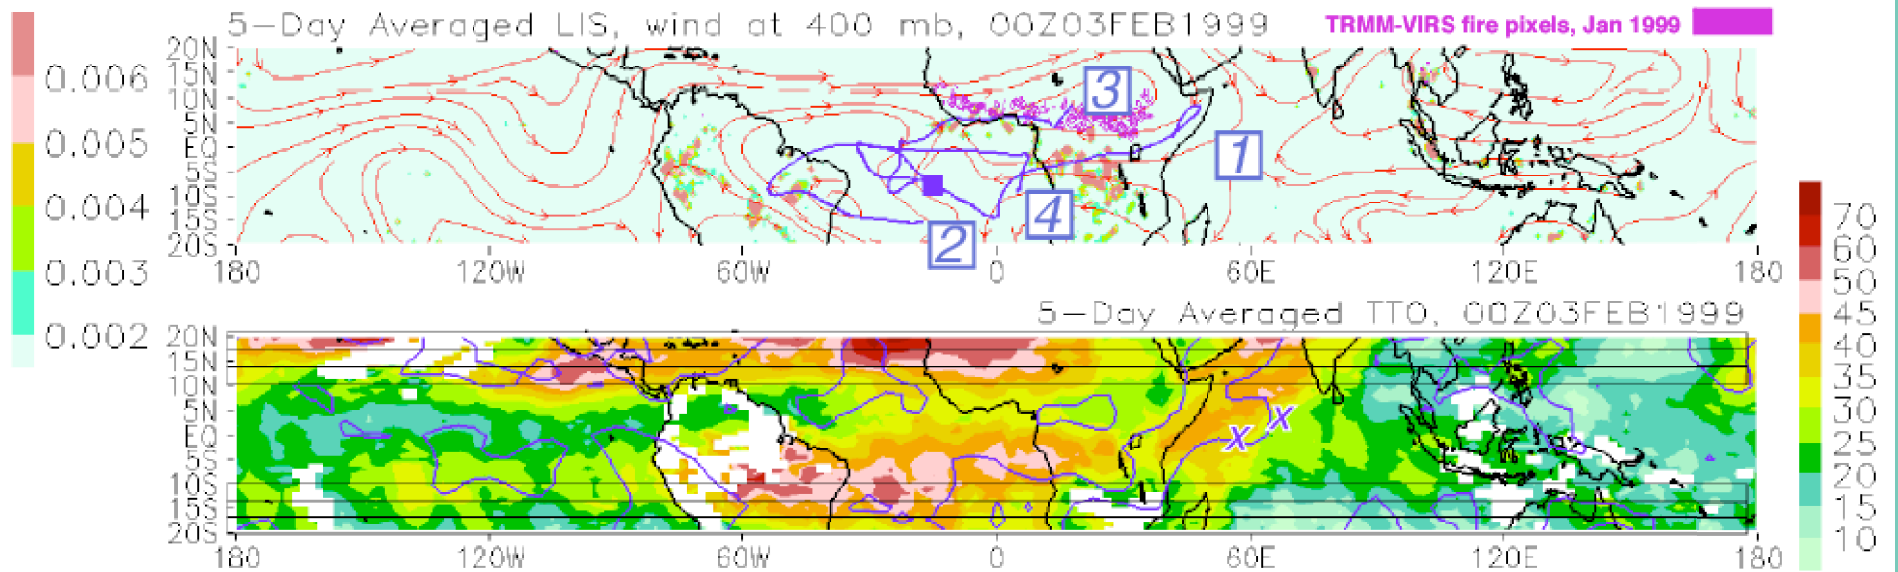 5-Day Averaged LIS, wind at 400 mb, 00Z03FEB1999
TRMM-VIRS fire pixels, Jan 1999
0.006
0.005
0.004
0.003
0.002
20N
15N
10N
5N
EQ
5S
10S
15S
20S
3
1
4
2
180 120W 60W 0 60E 120E 180
5-Day Averaged TTO, 00Z03FEB1999
20N
15N
10N
5N
EQ
5S
10S
15S
20S
x
x
180 120W 60W 0 60E 120E 180
70
60
50
45
40
35
30
25
20
15
10